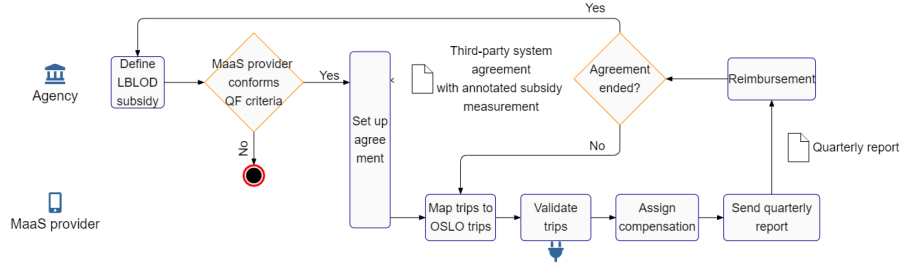 Yes
Agency
Define
LBLOD
subsidy
MaaS provider
conforms
QF criteria
Yes
No
Set up
agree
ment
<
Third-party system
agreement
with annotated subsidy
measurement
Agreement
ended?
No
Reimbursement
Quarterly report
MaaS provider
Map trips to
OSLO trips
Validate
trips
Assign
compensation
Send quarterly
report